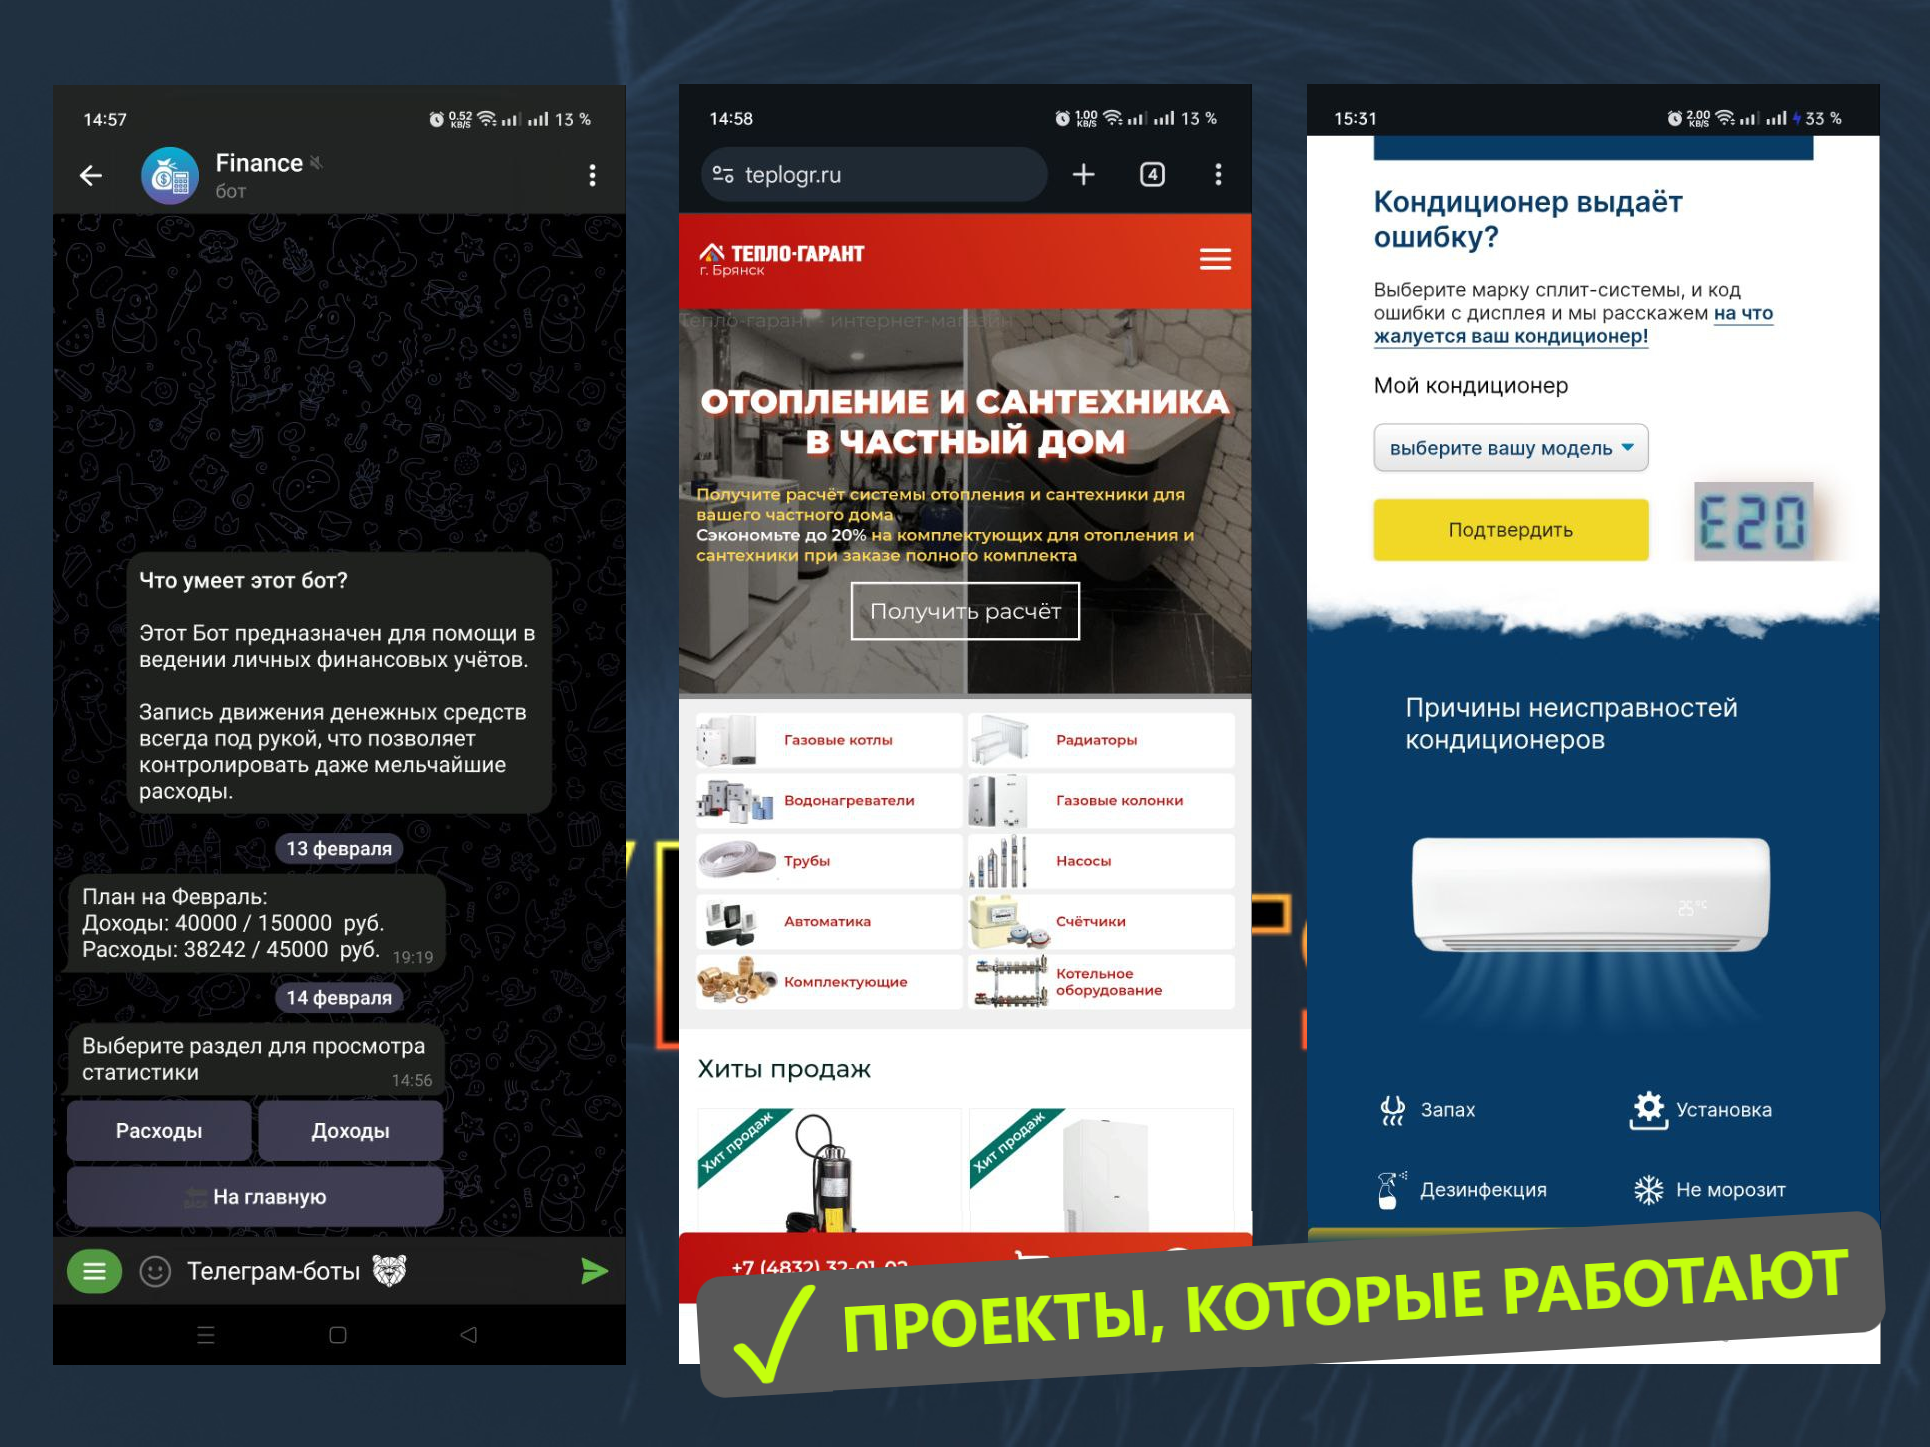 14:57
0.52
KB/S
13 %
Finance
бот
Что умеет этот бот?
Этот Бот предназначен для помощи в
ведении личных финансовых учётов.
Запись движения денежных средств
всегда под рукой, что позволяет
контролировать даже мельчайшие
расходы.
13 февраля
План на Февраль:
Доходы: 40000 / 150000 руб.
Расходы: 38242 / 45000 руб.
19:19
14 февраля
Выберите раздел для просмотра
статистики
14:56
Расходы
Доходы
На главную
Телеграм-боты
14:58
1.00
KB/S
13 %
teplogr.ru
4
ТЕПЛО-ГАРАНТ
г. Брянск
Тепло-гарант - интернет-магазин
ОТОПЛЕНИЕ И САНТЕХНИКА
В ЧАСТНЫЙ ДОМ
Получите расчёт системы отопления и сантехники для
вашего частного дома
Сэкономьте до 20% на комплектующих для отопления и
сантехники при заказе полного комплекта
Получить расчёт
Газовые котлы
Радиаторы
Водонагреватели
Газовые колонки
Трубы
Насосы
Автоматика
Счётчики
Комплектующие
Котельное
оборудование
Хиты продаж
Хит продаж
Хит продаж
+7 (4832) 32-01-02
15:31
2.00
KB/S
33 %
Кондиционер выдаёт
ошибку?
Выберите марку сплит-системы, и код
ошибки с дисплея и мы расскажем на что
жалуется ваш кондиционер!
Мой кондиционер
выберите вашу модель
Подтвердить
E20
Причины неисправностей
кондиционеров
25°C
Запах
Установка
Дезинфекция
Не морозит
ПРОЕКТЫ, КОТОРЫЕ РАБОТАЮТ